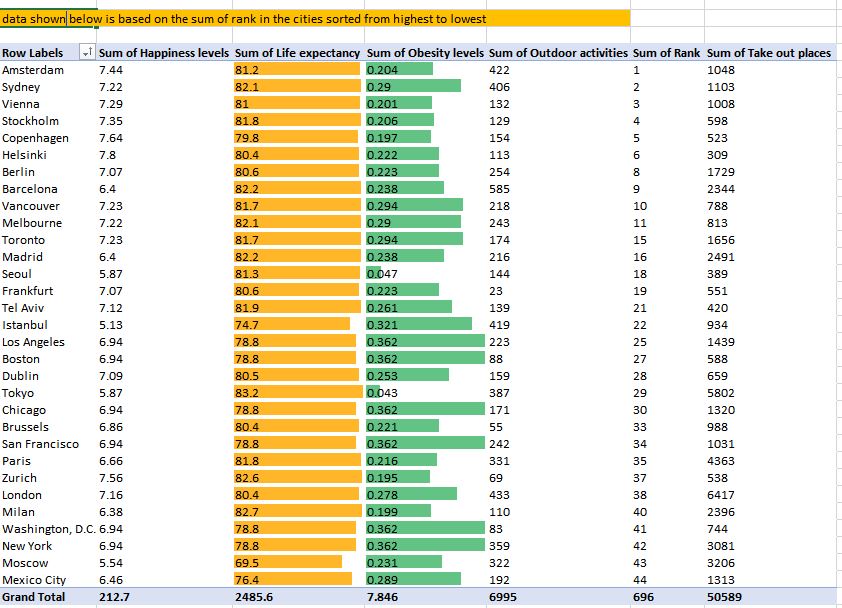 data shown below is based on the sum of rank in the cities sorted from highest to lowest
Row Labels Sum of Happiness levels Sum of Life expectancy Sum of Obesity levels Sum of Outdoor activities Sum of Rank Sum of Take out places
Amsterdam 7.44 81.2 0.204 422 1 1048
Sydney 7.22 82.1 0.29 406 2 1103
Vienna 7.29 81 0.201 132 3 1008
Stockholm 7.35 81.8 0.206 129 4 598
Copenhagen 7.64 79.8 0.197 154 5 523
Helsinki 7.8 80.4 0.222 113 6 309
Berlin 7.07 80.6 0.223 254 8 1729
Barcelona 6.4 82.2 0.238 585 9 2344
Vancouver 7.23 81.7 0.294 218 10 788
Melbourne 7.22 82.1 0.29 243 11 813
Toronto 7.23 81.7 0.294 174 15 1656
Madrid 6.4 82.2 0.238 216 16 2491
Seoul 5.87 81.3 0.047 144 18 389
Frankfurt 7.07 80.6 0.223 23 19 551
Tel Aviv 7.12 81.9 0.261 139 21 420
Istanbul 5.13 74.7 0.321 419 22 934
Los Angeles 6.94 78.8 0.362 223 25 1439
Boston 6.94 78.8 0.362 88 27 588
Dublin 7.09 80.5 0.253 159 28 659
Tokyo 5.87 83.2 0.043 387 29 5802
Chicago 6.94 78.8 0.362 171 30 1320
Brussels 6.86 80.4 0.221 55 33 988
San Francisco 6.94 78.8 0.362 242 34 1031
Paris 6.66 81.8 0.216 331 35 4363
Zurich 7.56 82.6 0.195 69 37 538
London 7.16 80.4 0.278 433 38 6417
Milan 6.38 82.7 0.199 110 40 2396
Washington, D.C. 6.94 78.8 0.362 83 41 744
New York 6.94 78.8 0.362 359 42 3081
Moscow 5.54 69.5 0.231 322 43 3206
Mexico City 6.46 76.4 0.289 192 44 1313
Grand Total 212.7 2485.6 7.846 6995 696 50589